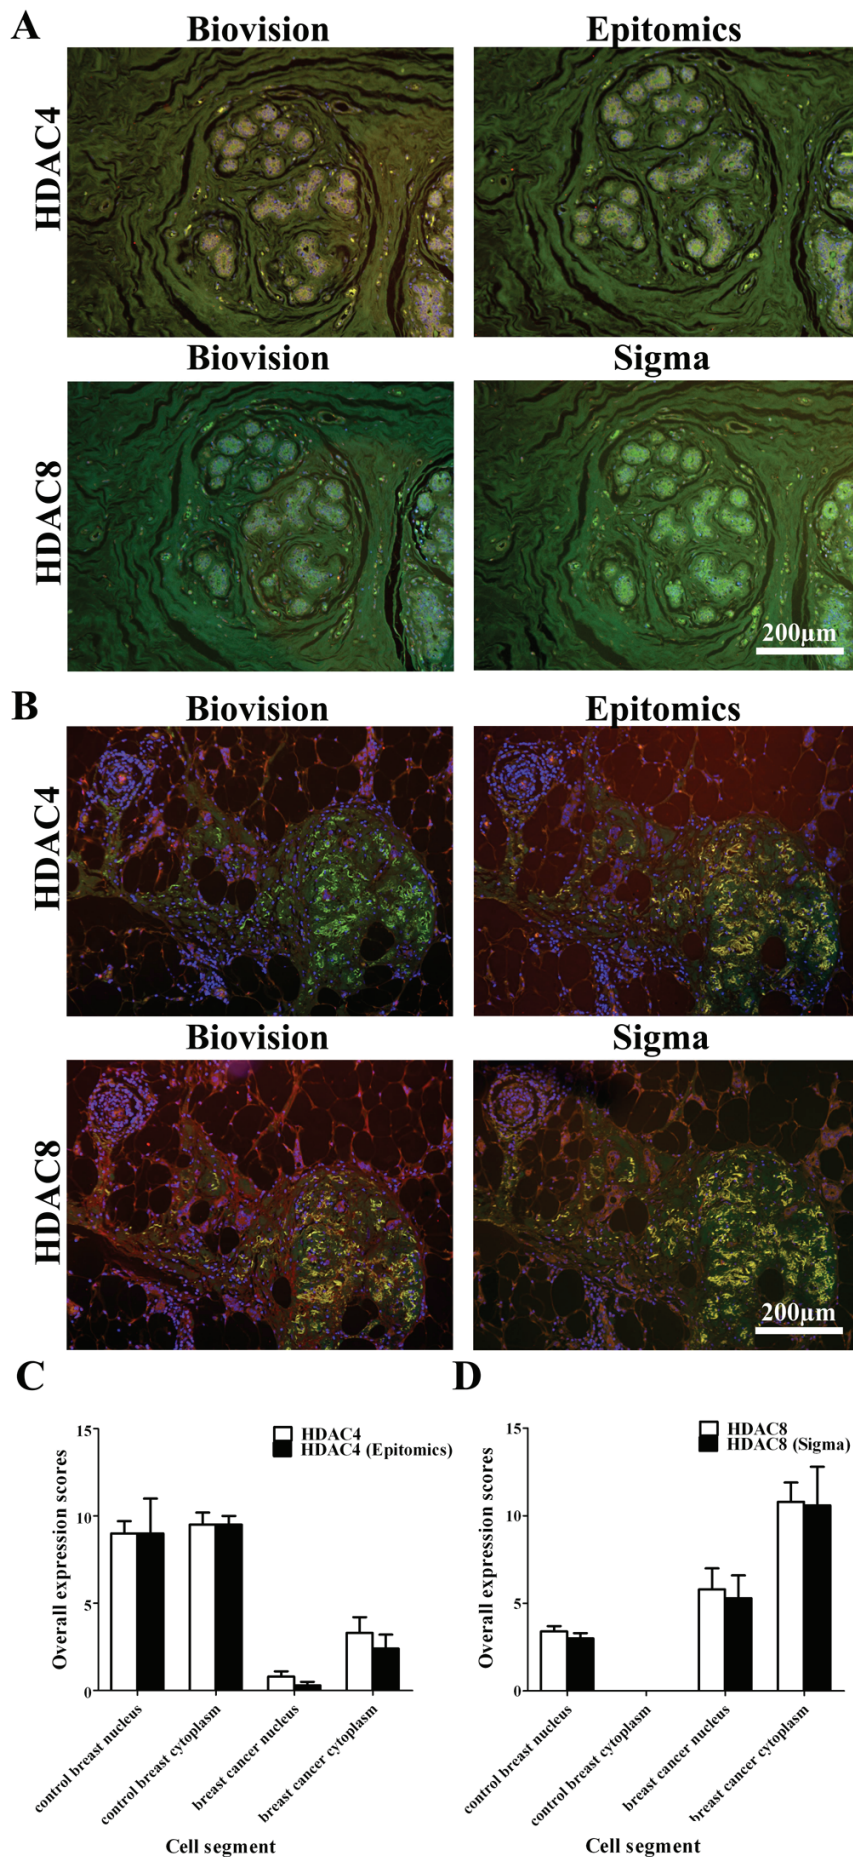 A
Biovision
Epitomics
HDAC4
Biovision
Sigma
HDAC8
200µm
B
Biovision
Epitomics
HDAC4
Biovision
Sigma
HDAC8
200µm
C
15
10
5
0
Overall expression scores
HDAC4
HDAC4 (Epitomics)
control breast nucleus
control breast cytoplasm
breast cancer nucleus
breast cancer cytoplasm
Cell segment
D
15
10
5
0
Overall expression scores
HDAC8
HDAC8 (Sigma)
control breast nucleus
control breast cytoplasm
breast cancer nucleus
breast cancer cytoplasm
Cell segment